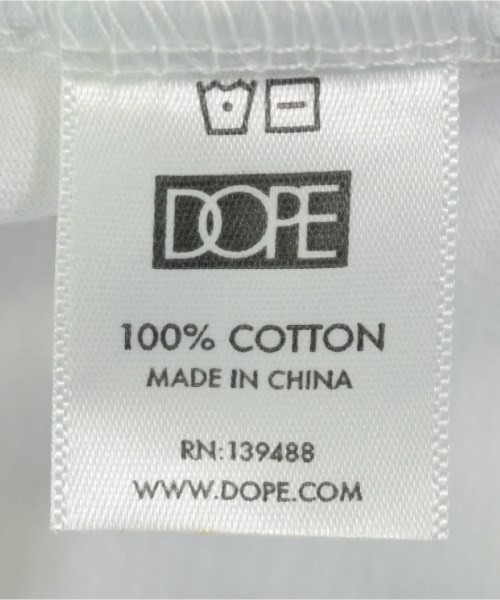 DOPE
100% COTTON
MADE IN CHINA
RN:139488
WWW.DOPE.COM